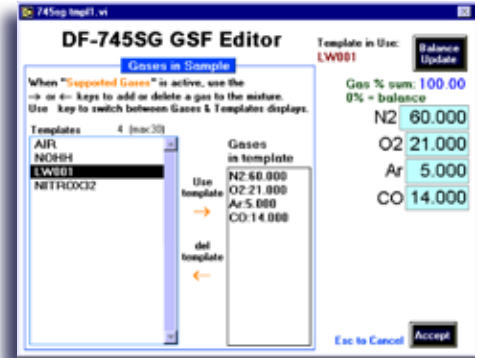 745sg tmpl1.vi
DF-745SG GSF Editor
Gases in Sample
When "Supported Gases" is active, use the
→ or ← keys to add or delete a gas to the mixture.
Use key to switch between Gases & Templates displays.
Templates 4 (max30)
AIR
NOHH
LW001
NITROX32
Use
template
→
del
template
←
Gases
in template
N2:60.000
O2:21.000
Ar:5.000
CO:14.000
Template in Use:
LW001
Balance
Update
Gas % sum: 100.00
0% = balance
N2 60.000
O2 21.000
Ar 5.000
CO 14.000
Esc to Cancel
Accept